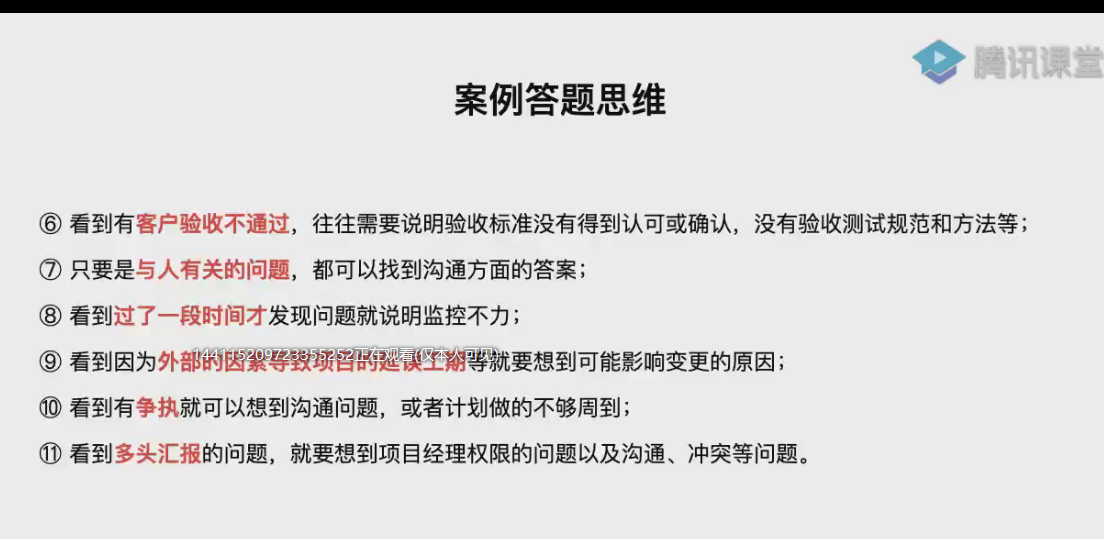 腾讯课堂
案例答题思维
⑥ 看到有客户验收不通过，往往需要说明验收标准没有得到认可或确认，没有验收测试规范和方法等；
⑦ 只要是与人有关的问题，都可以找到沟通方面的答案；
⑧ 看到过了一段时间才发现问题就说明监控不力；
144115209723355252正在观看(仅本人可见)
⑨ 看到因为外部的因素导致项目的延误工期等就要想到可能影响变更的原因；
⑩ 看到有争执就可以想到沟通问题，或者计划做的不够周到；
⑪ 看到多头汇报的问题，就要想到项目经理权限的问题以及沟通、冲突等问题。